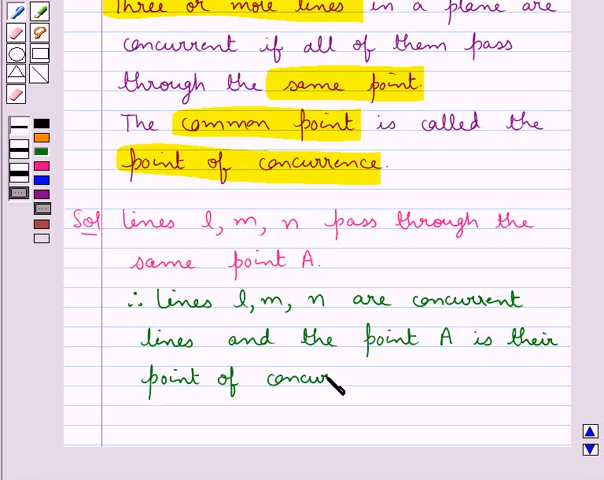 Three or more lines in a plane are
concurrent if all of them pass
through the same point.
The common point is called the
point of concurrence.
Sol lines l, m, n pass through the
same point A.
∴ lines l, m, n are concurrent
lines and the point A is their
point of concur